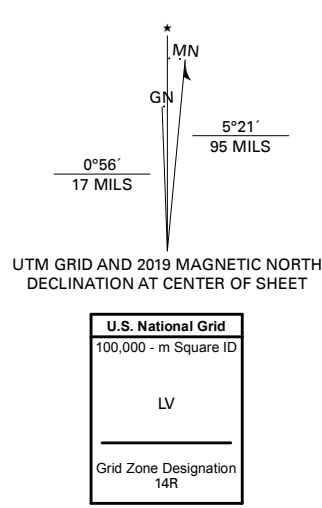 ★
MN
GN
5°21´
95 MILS
0°56´
17 MILS
UTM GRID AND 2019 MAGNETIC NORTH
DECLINATION AT CENTER OF SHEET
U.S. National Grid
100,000 - m Square ID
LV
Grid Zone Designation
14R